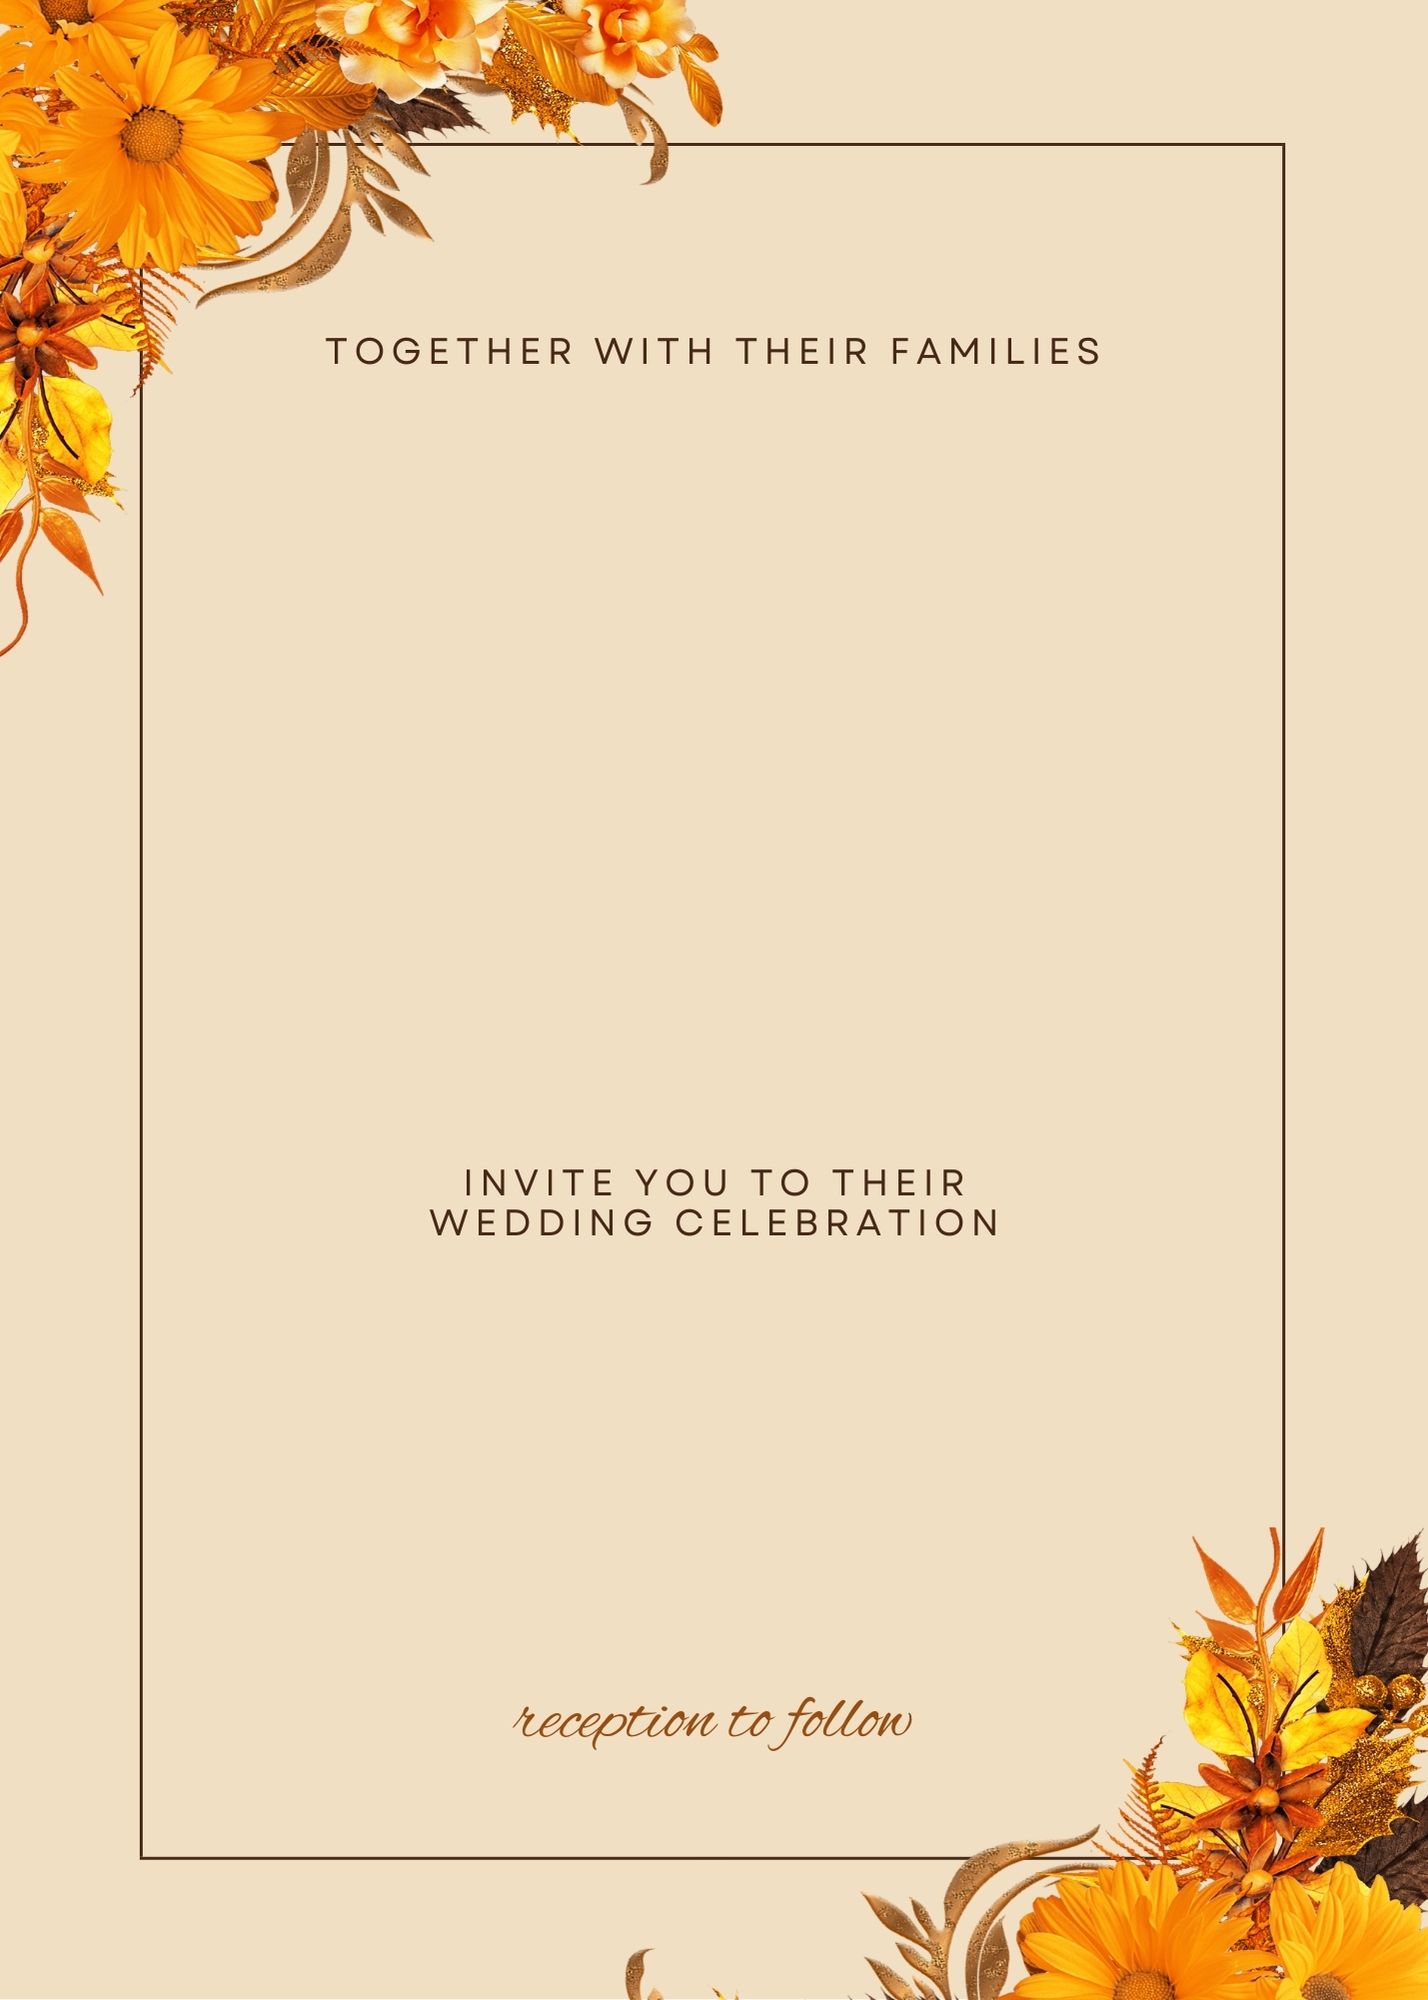 TOGETHER WITH THEIR FAMILIES
INVITE YOU TO THEIR
WEDDING CELEBRATION
reception to follow